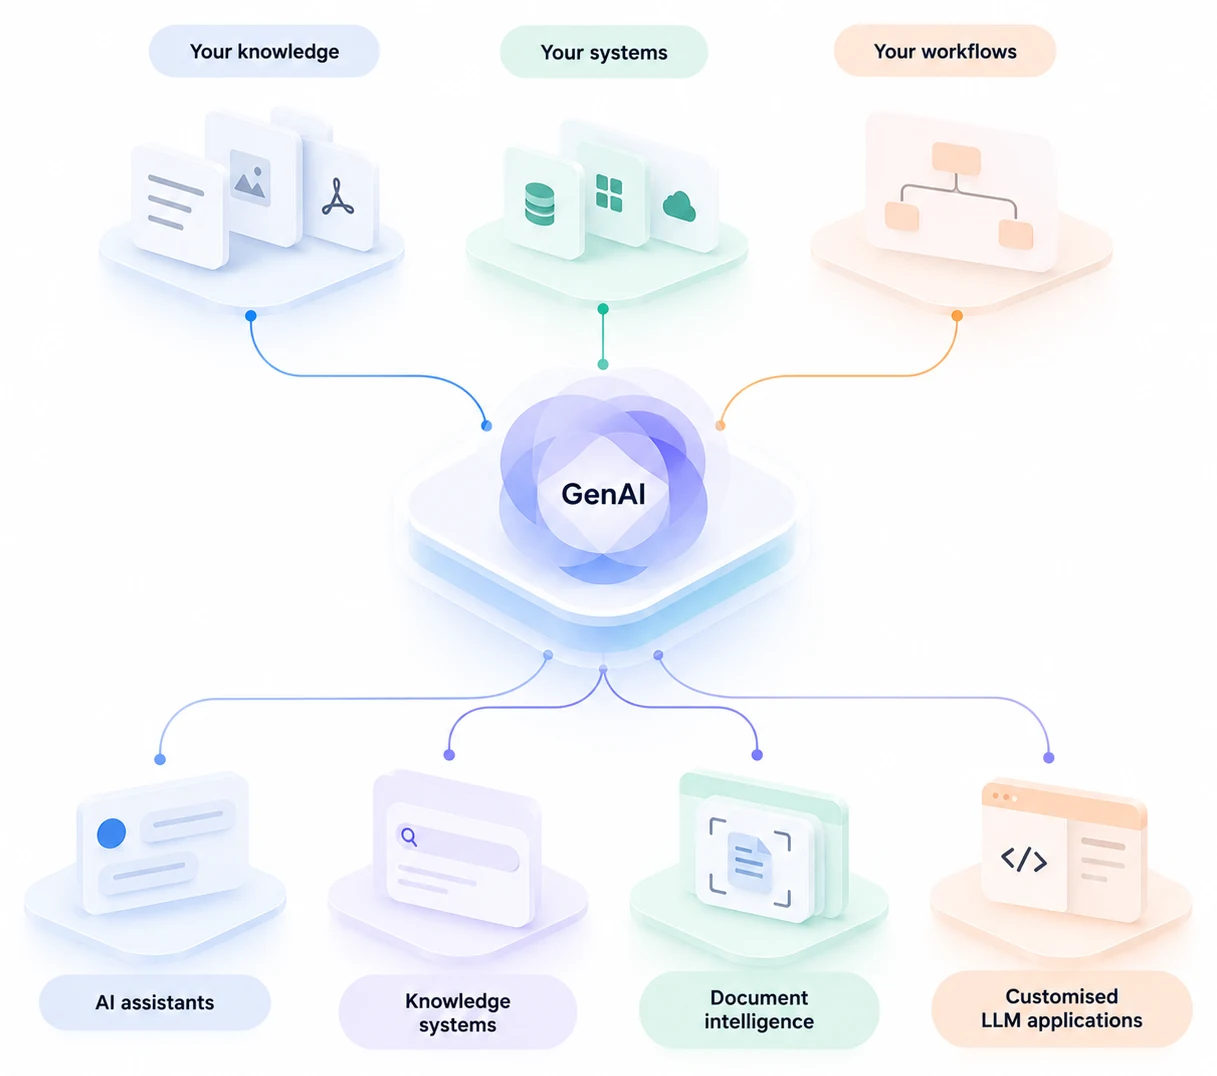 Your knowledge
Your systems
Your workflows
GenAI
AI assistants
Knowledge
systems
Document
intelligence
Customised
LLM applications